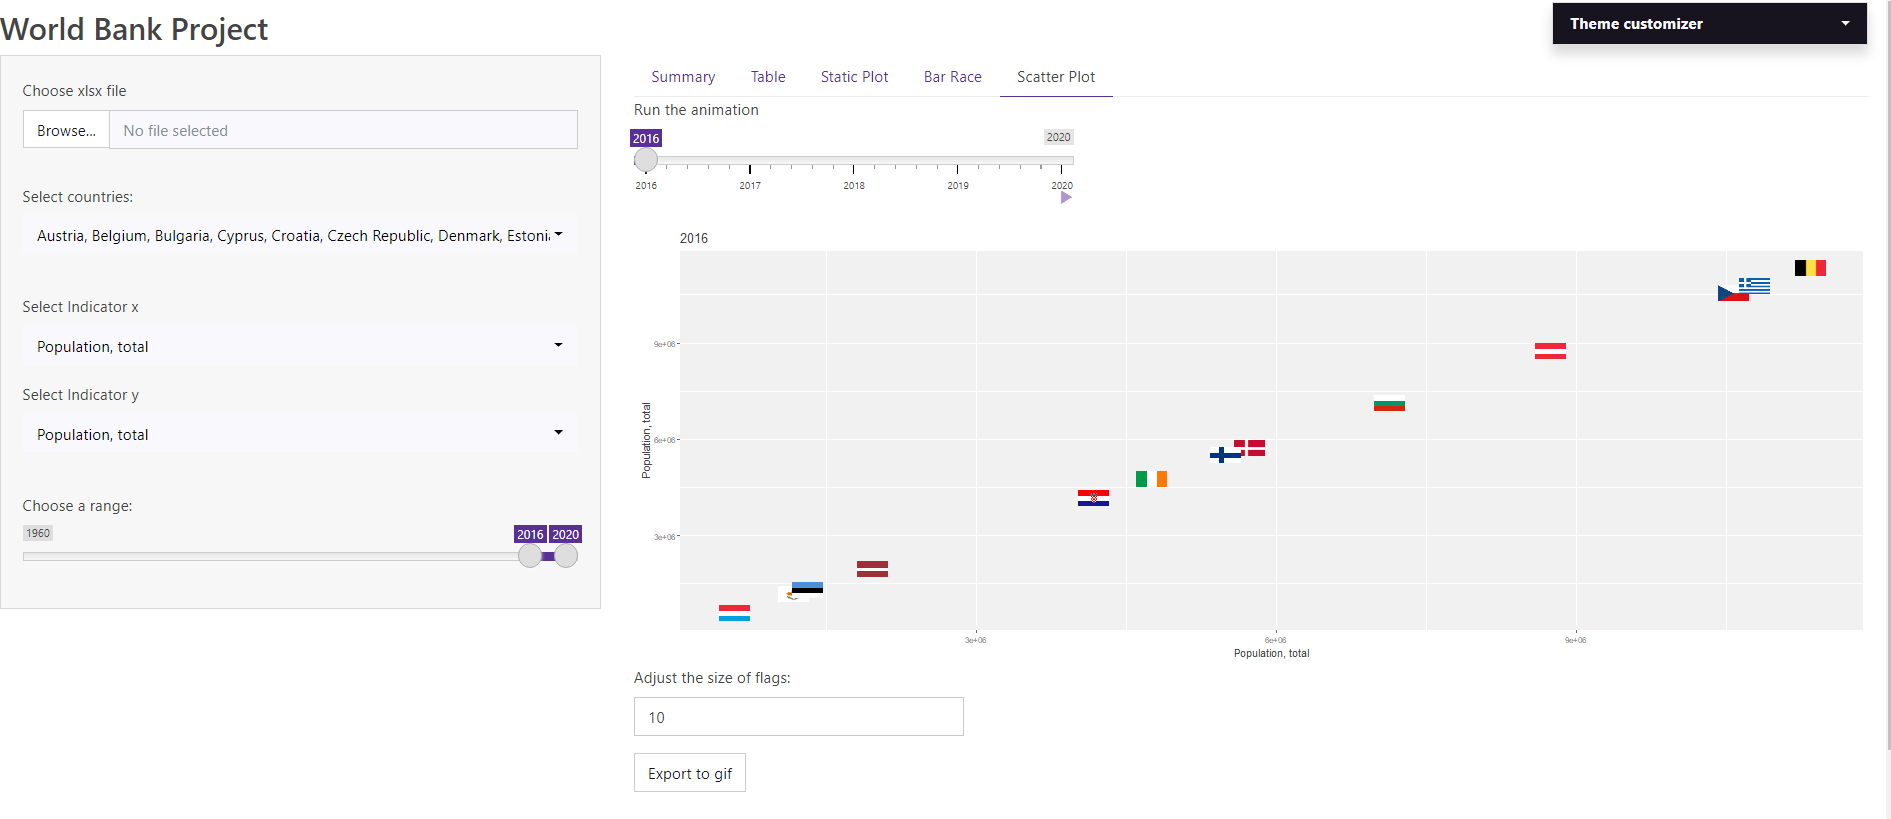 World Bank Project
Theme customizer
Choose xlsx file
Browse... No file selected
Select countries:
Austria, Belgium, Bulgaria, Cyprus, Croatia, Czech Republic, Denmark, Estoni
Select Indicator x
Population, total
Select Indicator y
Population, total
Choose a range:
1960 2016 2020
Summary Table Static Plot Bar Race Scatter Plot
Run the animation
2016 2020
2016 2017 2018 2019 2020
2016
Population, total
9e+06
6e+06
3e+06
3e+06 6e+06 9e+06
Population, total
Adjust the size of flags:
10
Export to gif